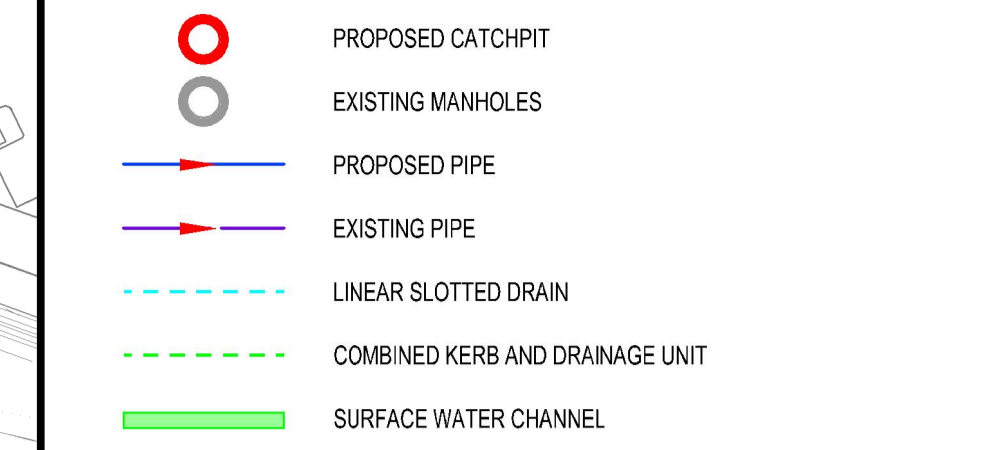 PROPOSED CATCHPIT
EXISTING MANHOLES
PROPOSED PIPE
EXISTING PIPE
LINEAR SLOTTED DRAIN
COMBINED KERB AND DRAINAGE UNIT
SURFACE WATER CHANNEL